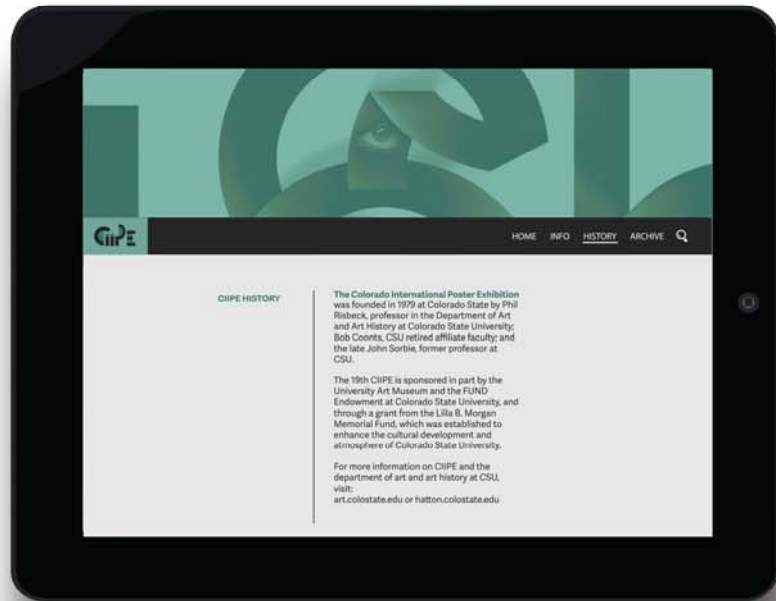 CiiPE
HOME INFO HISTORY ARCHIVE
CIIPE HISTORY
The Colorado International Poster Exhibition
was founded in 1979 at Colorado State by Phil
Risbeck, professor in the Department of Art
and Art History at Colorado State University;
Bob Coonts, CSU retired affiliate faculty; and
the late John Sorbie, former professor at
CSU.
The 19th CIIPE is sponsored in part by the
University Art Museum and the FUND
Endowment at Colorado State University, and
through a grant from the Lilla B. Morgan
Memorial Fund, which was established to
enhance the cultural development and
atmosphere of Colorado State University.
For more information on CIIPE and the
department of art and art history at CSU,
visit:
art.colostate.edu or hatton.colostate.edu